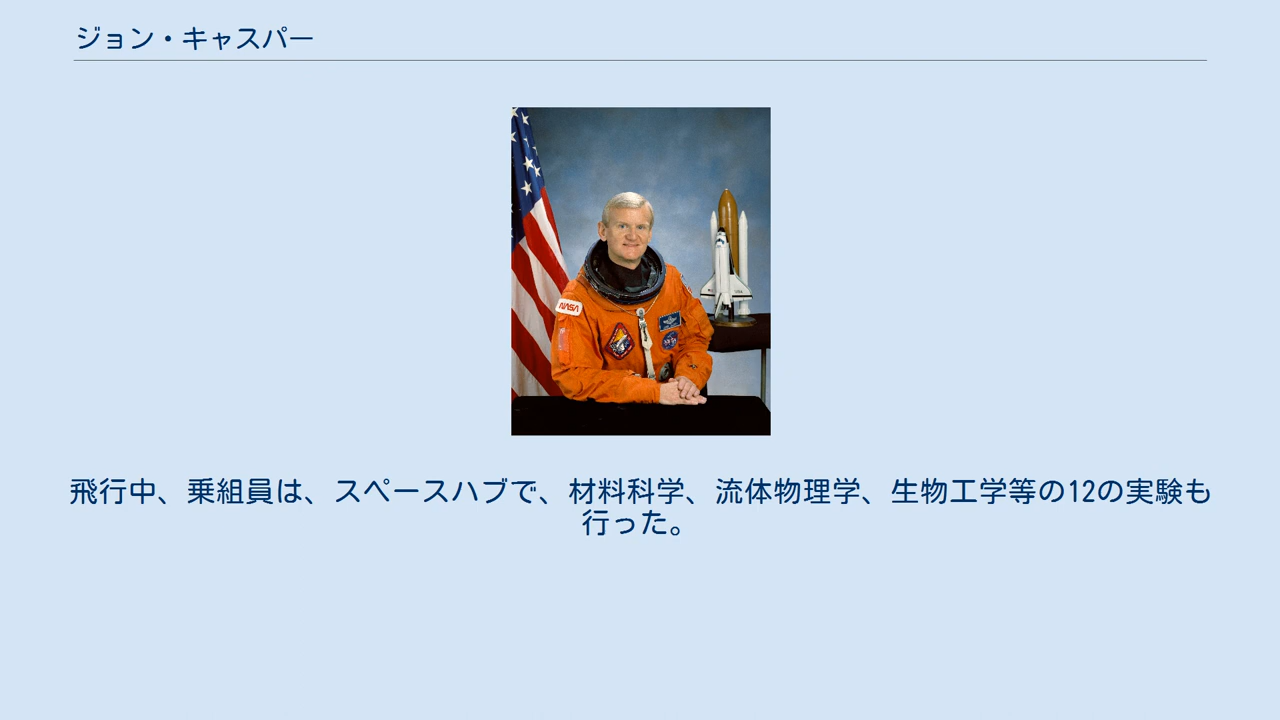 ジョン・キャスパー
NASA
飛行中、乗組員は、スペースハブで、材料科学、流体物理学、生物工学等の12の実験も
行った。